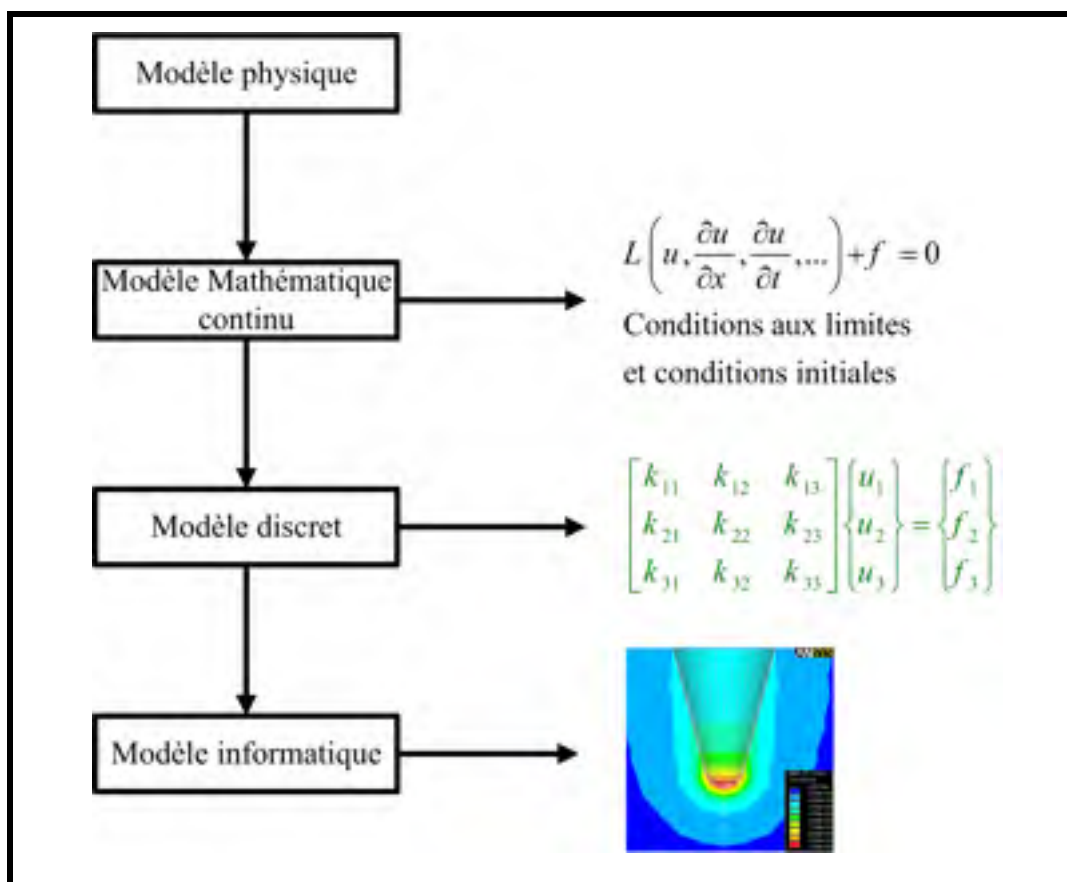 Modèle physique
Modèle Mathématique
continu
L(u, ∂u/∂x, ∂u/∂t, ...) + f = 0
Conditions aux limites
et conditions initiales
Modèle discret
[k₁₁ k₁₂ k₁₃] {u₁} = {f₁}
[k₂₁ k₂₂ k₂₃] {u₂} = {f₂}
[k₃₁ k₃₂ k₃₃] {u₃} = {f₃}
Modèle informatique